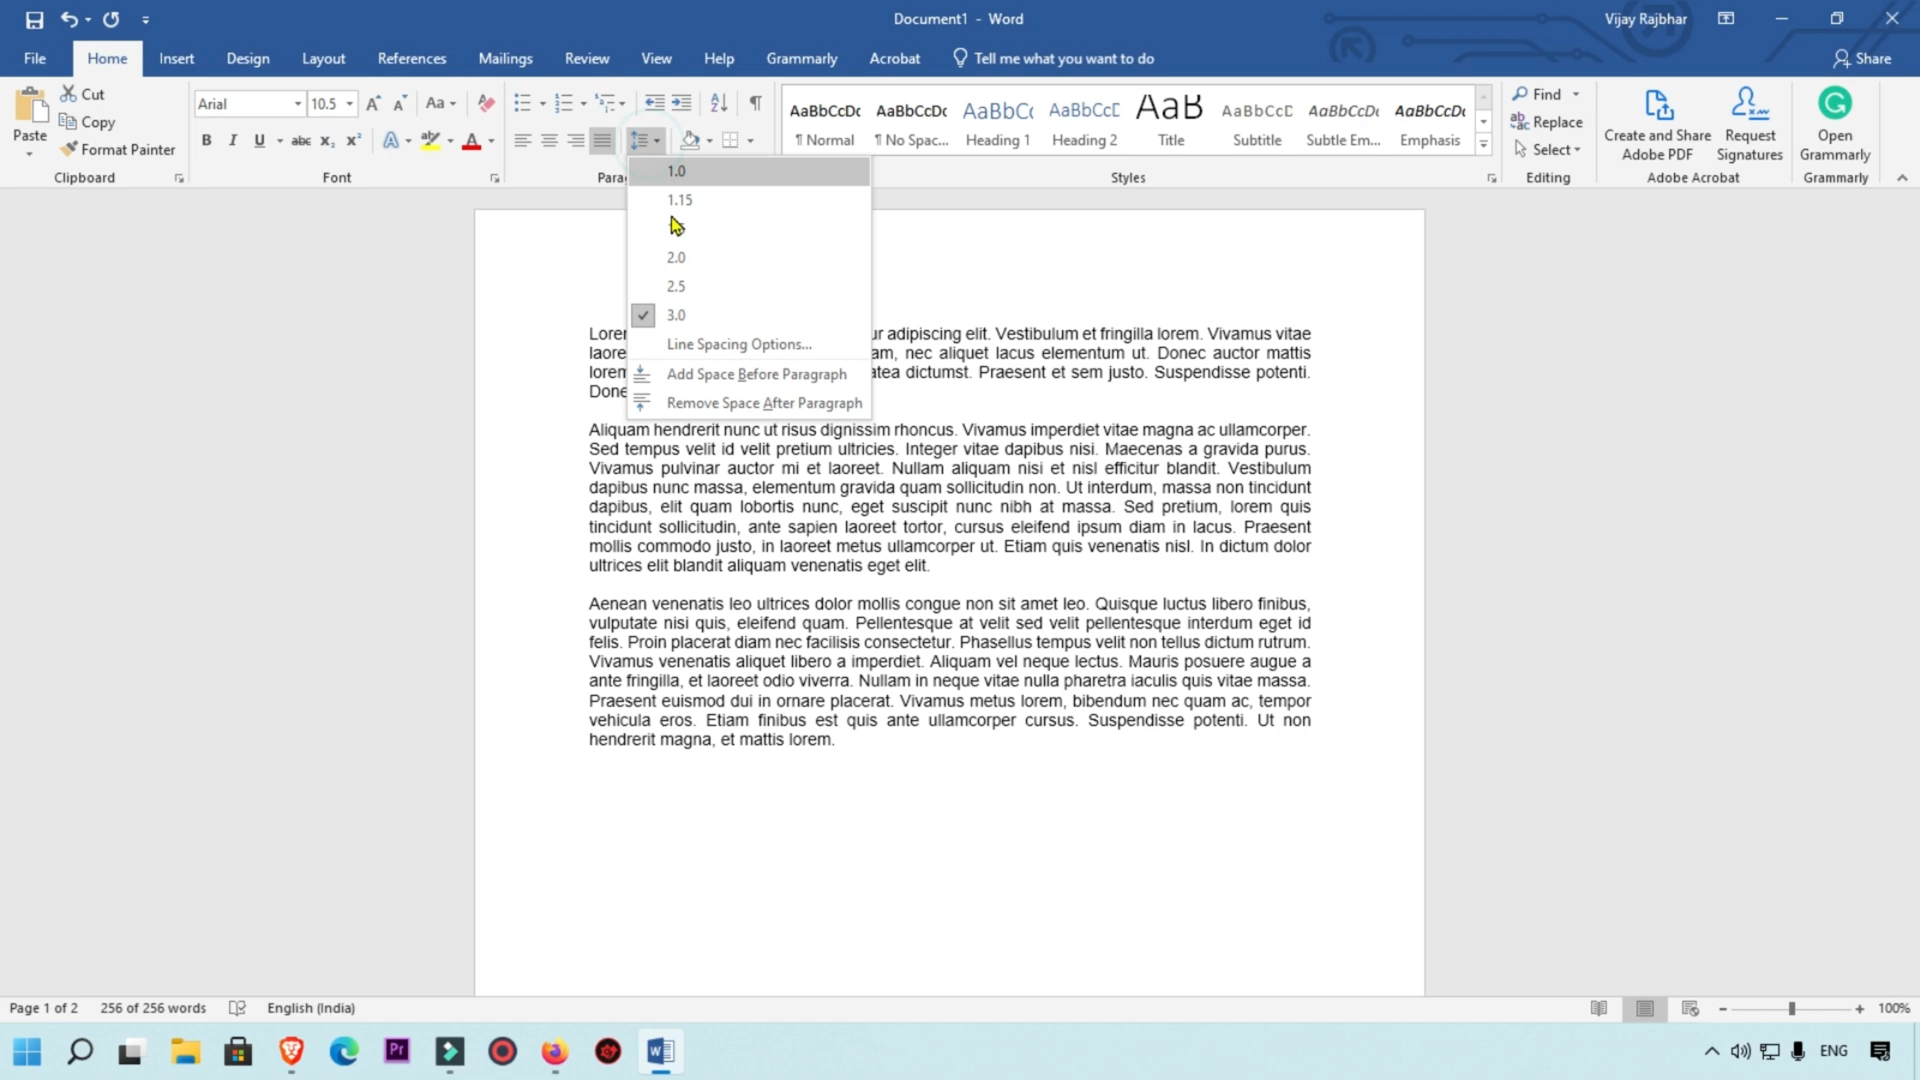 Document1 - Word
Vijay Rajbhar
File Home Insert Design Layout References Mailings Review View Help Grammarly Acrobat Tell me what you want to do Share
Paste
Cut
Copy
Format Painter
Clipboard
Arial 10.5 Aa
B I U abc x₂ x² A A
Font
AaBbCcDc AaBbCcDc AaBbCc AaBbCcD AaB AaBbCcD AaBbCcDc AaBbCcDc
¶ Normal ¶ No Spac... Heading 1 Heading 2 Title Subtitle Subtle Em... Emphasis
Styles
Find
Replace
Select
Editing
Create and Share
Adobe PDF
Request
Signatures
Adobe Acrobat
Open
Grammarly
Grammarly
1.0
1.15
2.0
2.5
3.0
Line Spacing Options...
Add Space Before Paragraph
Remove Space After Paragraph
adipiscing elit. Vestibulum et fringilla lorem. Vivamus vitae
nec aliquet lacus elementum ut. Donec auctor mattis
dictumst. Praesent et sem justo. Suspendisse potenti.
Aliquam hendrerit nunc ut risus dignissim rhoncus. Vivamus imperdiet vitae magna ac ullamcorper.
Sed tempus velit id velit pretium ultricies. Integer vitae dapibus nisi. Maecenas a gravida purus.
Vivamus pulvinar auctor mi et laoreet. Nullam aliquam nisi et nisl efficitur blandit. Vestibulum
dapibus nunc massa, elementum gravida quam sollicitudin non. Ut interdum, massa non tincidunt
dapibus, elit quam lobortis nunc, eget suscipit nunc nibh at massa. Sed pretium, lorem quis
tincidunt sollicitudin, ante sapien laoreet tortor, cursus eleifend ipsum diam in lacus. Praesent
mollis commodo justo, in laoreet metus ullamcorper ut. Etiam quis venenatis nisl. In dictum dolor
ultrices elit blandit aliquam venenatis eget elit.
Aenean venenatis leo ultrices dolor mollis congue non sit amet leo. Quisque luctus libero finibus,
vulputate nisi quis, eleifend quam. Pellentesque at velit sed velit pellentesque interdum eget id
felis. Proin placerat diam nec facilisis consectetur. Phasellus tempus velit non tellus dictum rutrum.
Vivamus venenatis aliquet libero a imperdiet. Aliquam vel neque lectus. Mauris posuere augue a
ante fringilla, et laoreet odio viverra. Nullam in neque vitae nulla pharetra iaculis quis vitae massa.
Praesent euismod dui in ornare placerat. Vivamus metus lorem, bibendum nec quam ac, tempor
vehicula eros. Etiam finibus est quis ante ullamcorper cursus. Suspendisse potenti. Ut non
hendrerit magna, et mattis lorem.
Page 1 of 2 256 of 256 words English (India) 100%
Pr
ENG